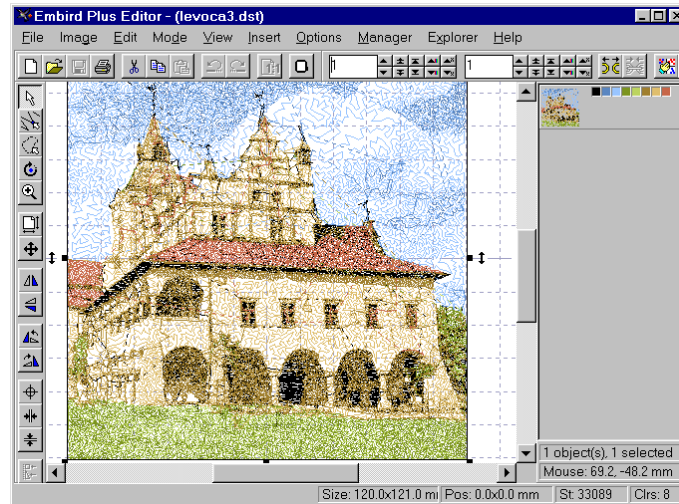 Embird Plus Editor - (levoca3.dst)
File Image Edit Mode View Insert Options Manager Explorer Help
1 1
1 object(s), 1 selected
Mouse: 69.2, -48.2 mm
Size: 120.0x121.0 m Pos: 0.0x0.0 mm St: 33089 Clrs: 8